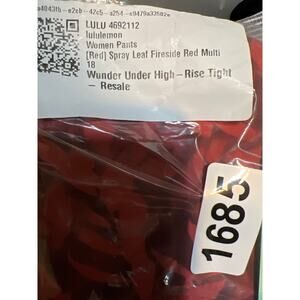 LULU 4692112
lululemon
Women Pants
[Red] Spray Leaf Fireside Red Multi
18
Wunder Under High-Rise Tight
- Resale
1685